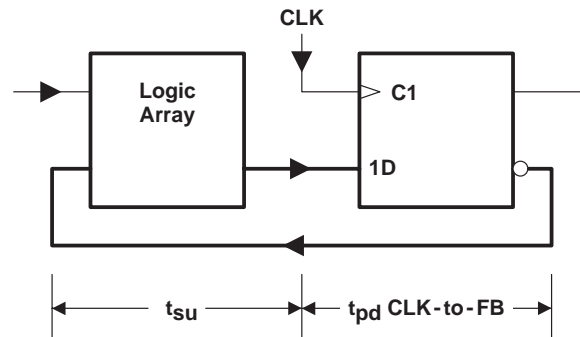 CLK
Logic
Array
C1
1D
tsu
tpd CLK-to-FB